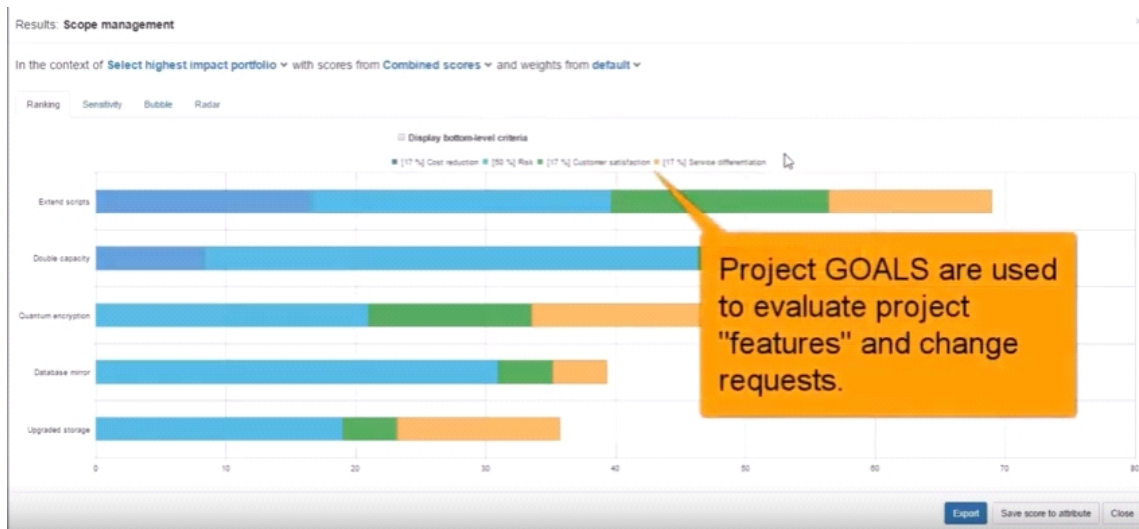 Results: Scope management
In the context of Select highest impact portfolio with scores from Combined scores and weights from default
Ranking Sensitivity Bubble Radar
Display bottom-level criteria
[17 %] Cost reduction [50 %] Risk [17 %] Customer satisfaction [17 %] Service differentiation
Extend scripts
Double capacity
Quantum encryption
Database mirror
Upgraded storage
Project GOALS are used
to evaluate project
"features" and change
requests.
0 10 20 30 40 50 60 70 80
Export Save score to attribute Close